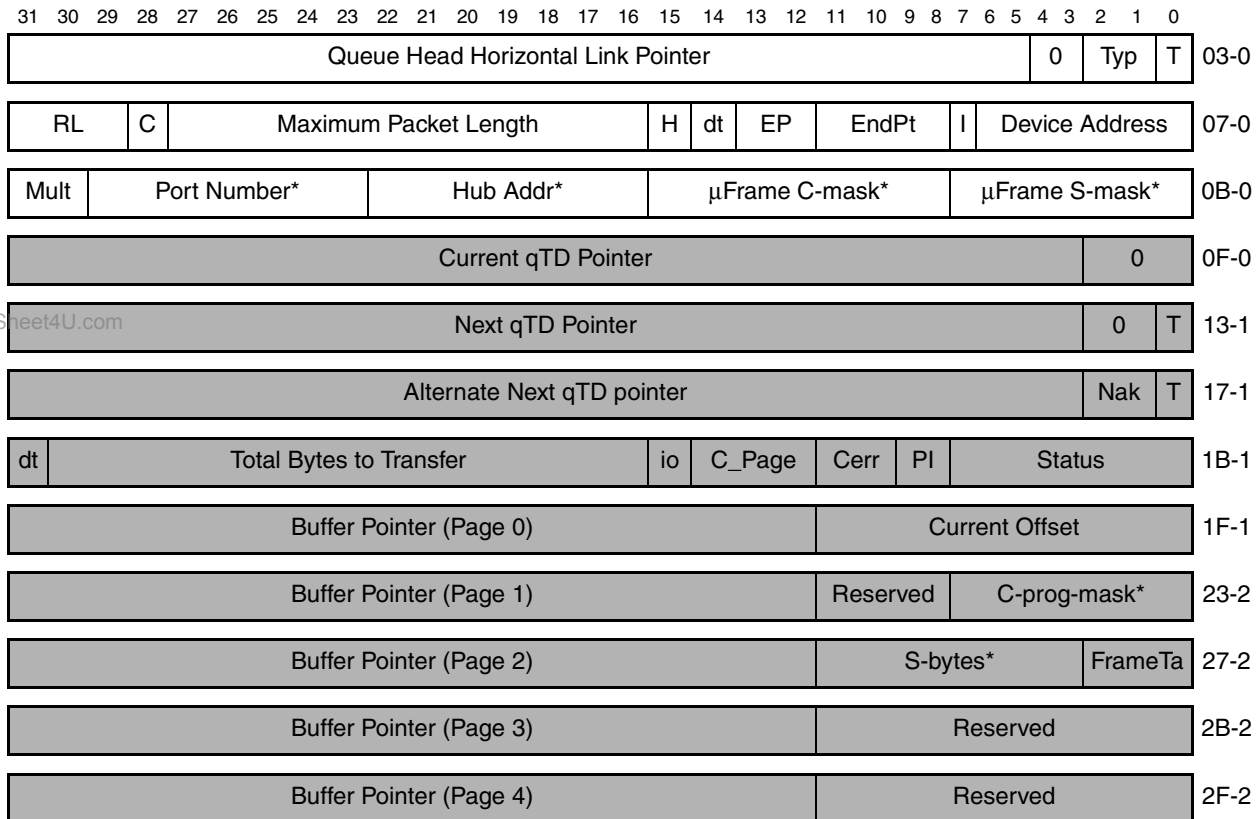 31 30 29 28 27 26 25 24 23 22 21 20 19 18 17 16 15 14 13 12 11 10 9 8 7 6 5 4 3 2 1 0
Queue Head Horizontal Link Pointer 0 Typ T 03-0
RL C Maximum Packet Length H dt EP EndPt I Device Address 07-0
Mult Port Number* Hub Addr* μFrame C-mask* μFrame S-mask* 0B-0
Current qTD Pointer 0 0F-0
Sheet4U.com
Next qTD Pointer 0 T 13-1
Alternate Next qTD pointer Nak T 17-1
dt Total Bytes to Transfer io C_Page Cerr PI Status 1B-1
Buffer Pointer (Page 0) Current Offset 1F-1
Buffer Pointer (Page 1) Reserved C-prog-mask* 23-2
Buffer Pointer (Page 2) S-bytes* FrameTa 27-2
Buffer Pointer (Page 3) Reserved 2B-2
Buffer Pointer (Page 4) Reserved 2F-2